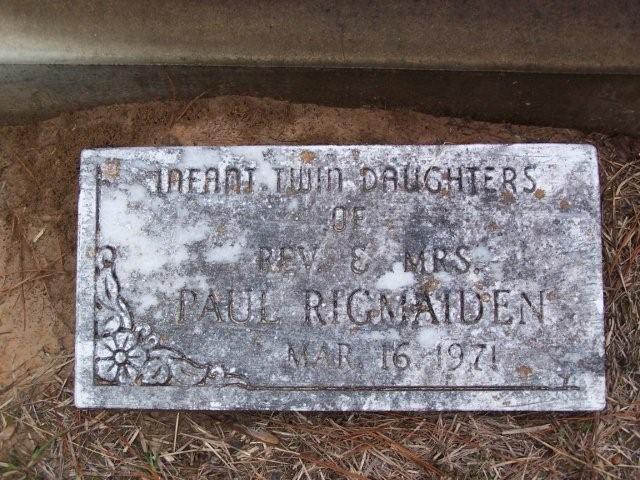 INFANT TWIN DAUGHTERS
OF
REV. & MRS.
PAUL RIGMAIDEN
MAR. 16, 1971